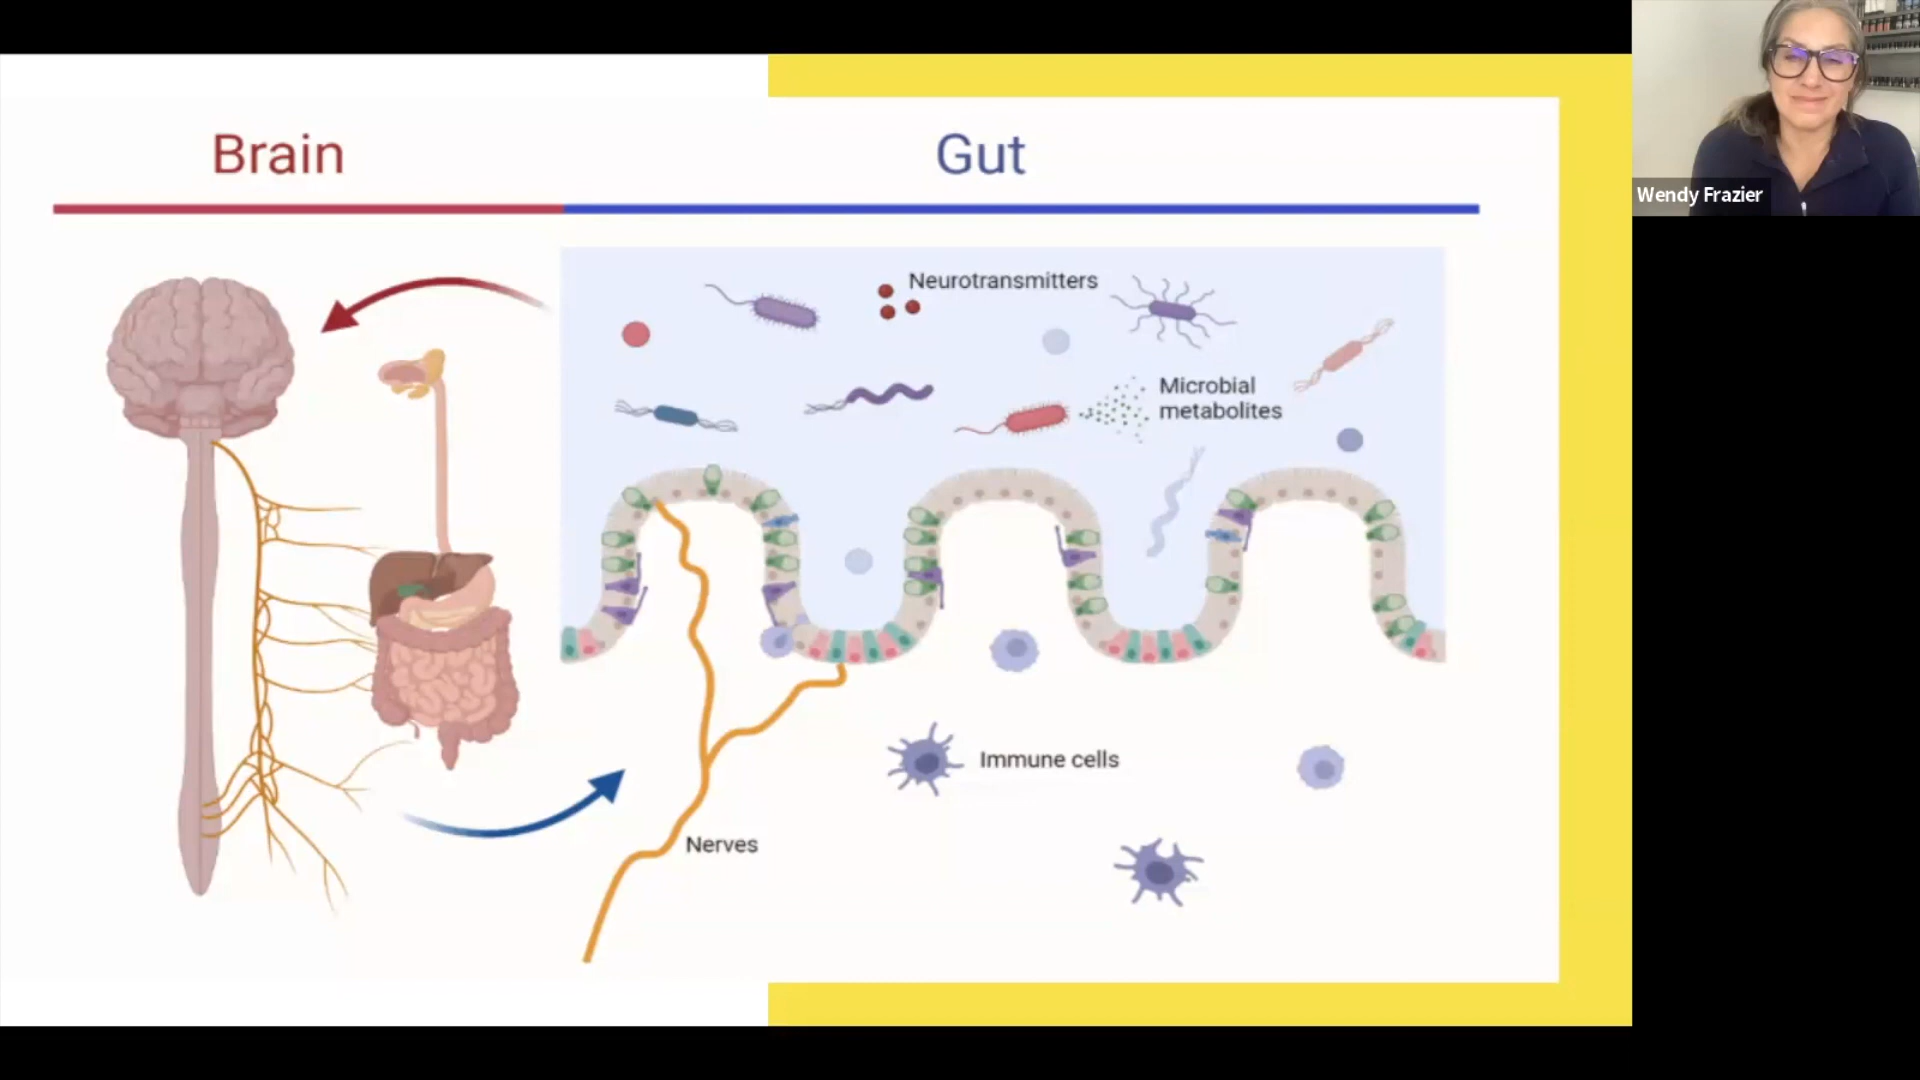 Brain
Gut
Wendy Frazier
Neurotransmitters
Microbial
metabolites
Immune cells
Nerves